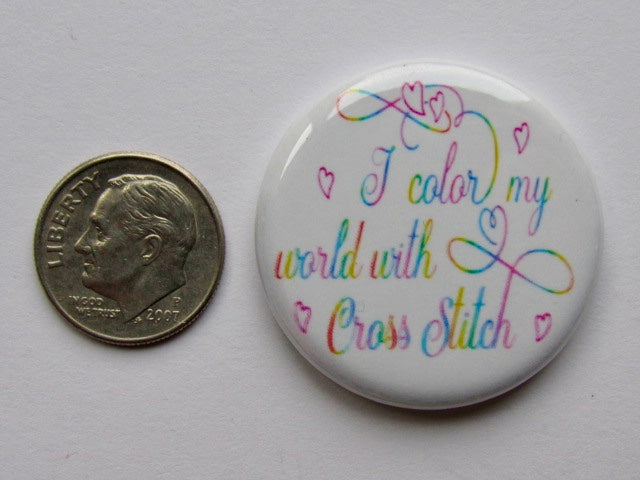 LIBERTY
IN GOD
WE TRUST
P
2007
I color my
world with
Cross Stitch